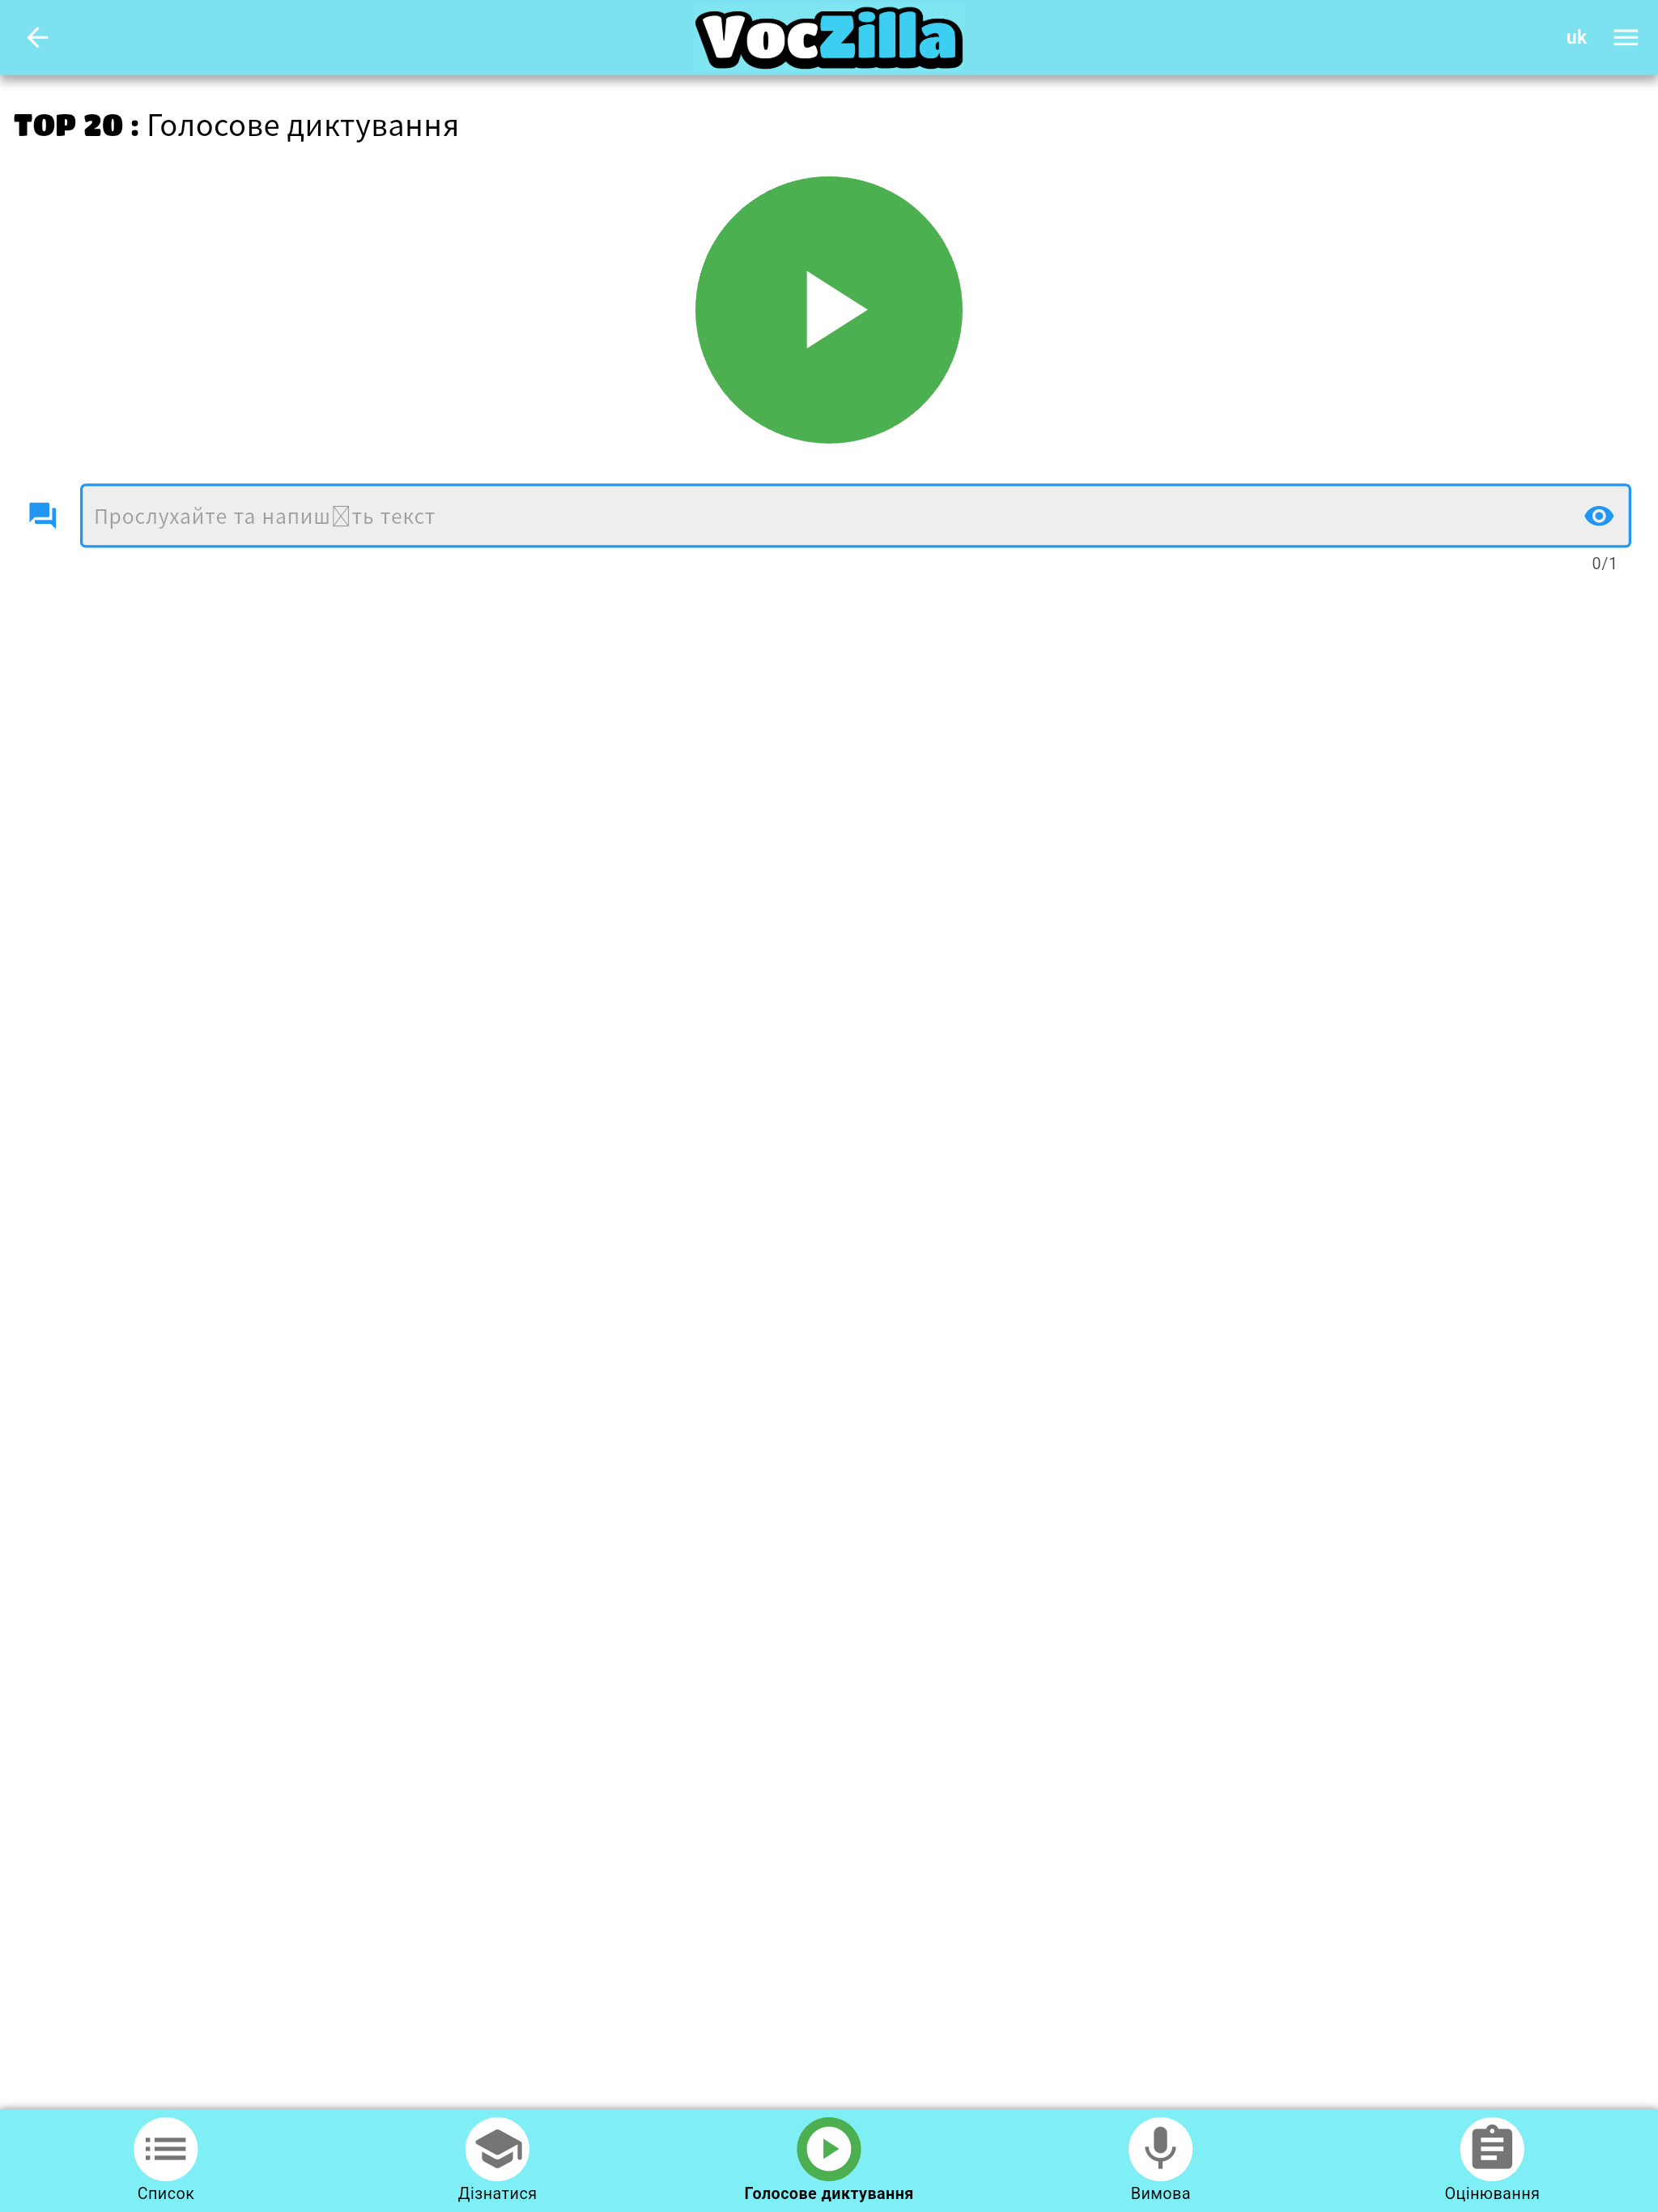 VocZilla
uk
TOP 20 : Голосове диктування
Прослухайте та напиш□ть текст
0/1
Список
Дізнатися
Голосове диктування
Вимова
Оцінювання